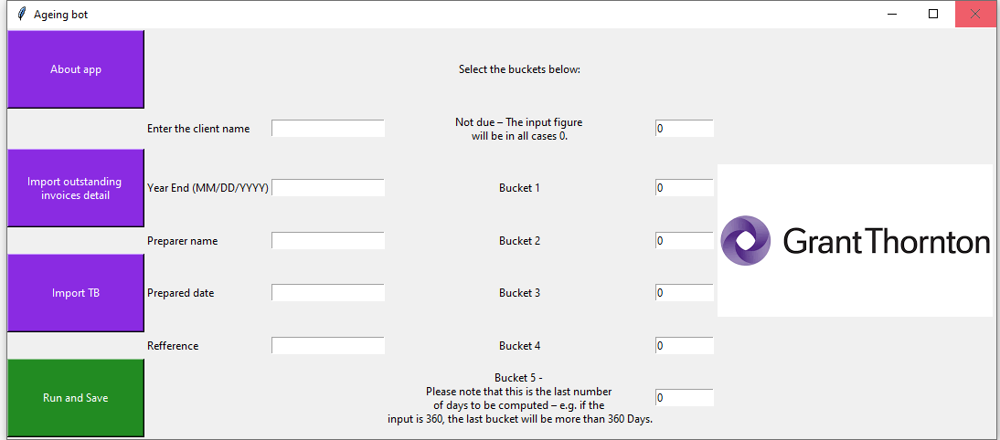 Ageing bot
About app
Select the buckets below:
Enter the client name
Not due – The input figure
will be in all cases 0.
0
Import outstanding
invoices detail
Year End (MM/DD/YYYY)
Bucket 1
0
GrantThornton
Preparer name
Bucket 2
0
Import TB
Prepared date
Bucket 3
0
Refference
Bucket 4
0
Run and Save
Bucket 5 -
Please note that this is the last number
of days to be computed – e.g. if the
input is 360, the last bucket will be more than 360 Days.
0